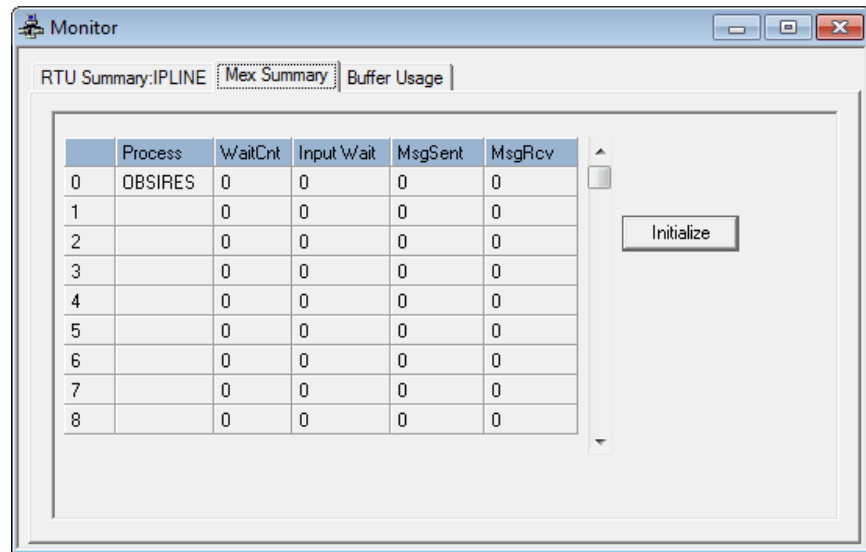 Monitor
RTU Summary:IPLINE Mex Summary Buffer Usage
Process WaitCnt Input Wait MsgSent MsgRcv
0 OBSIRES 0 0 0 0
1 0 0 0 0
2 0 0 0 0
Initialize
3 0 0 0 0
4 0 0 0 0
5 0 0 0 0
6 0 0 0 0
7 0 0 0 0
8 0 0 0 0